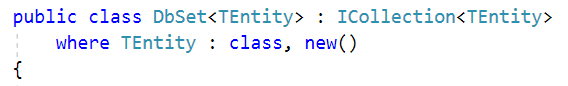 public class DbSet<TEntity> : ICollection<TEntity>
    where TEntity : class, new()
{